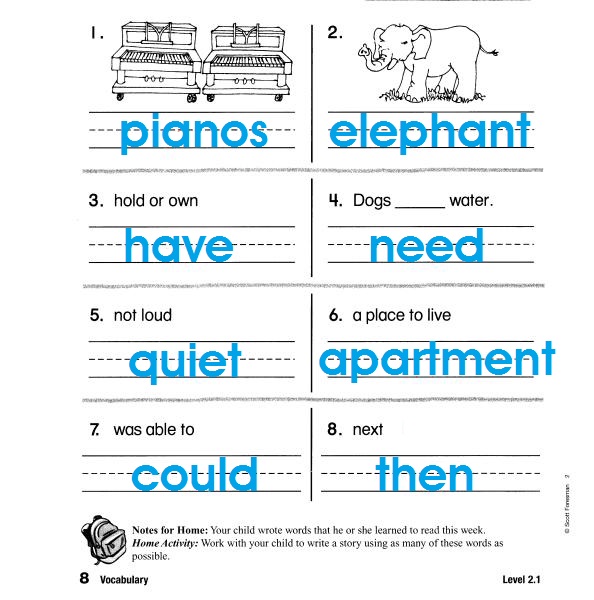 1.
pianos
2.
elephant
3. hold or own
have
4. Dogs ______ water.
need
5. not loud
quiet
6. a place to live
apartment
7. was able to
could
8. next
then
Notes for Home: Your child wrote words that he or she learned to read this week.
Home Activity: Work with your child to write a story using as many of these words as
possible.
8 Vocabulary
Level 2.1
© Scott Foresman 2